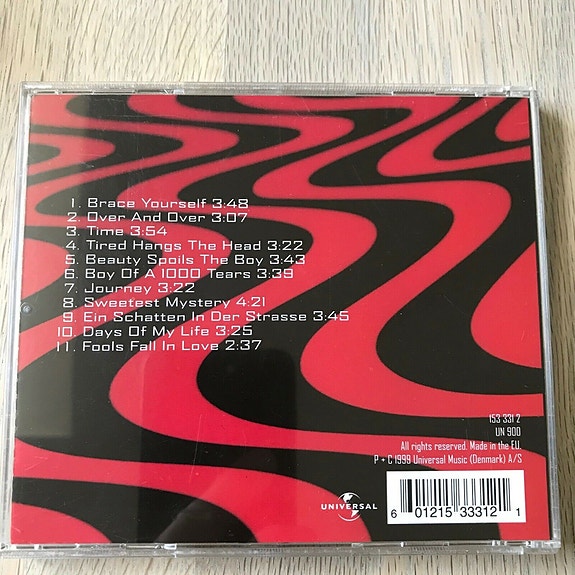 1. Brace Yourself 3:48
2. Over And Over 3:07
3. Time 3:54
4. Tired Hangs The Head 3:22
5. Beauty Spoils The Boy 3:43
6. Boy Of A 1000 Tears 3:39
7. Journey 3:22
8. Sweetest Mystery 4:21
9. Ein Schatten In Der Strasse 3:45
10. Days Of My Life 3:25
11. Fools Fall In Love 2:37
153 331 2
UN 900
All rights reserved. Made in the EU.
P + C 1999 Universal Music (Denmark) A/S
UNIVERSAL
6 01215 33312 1